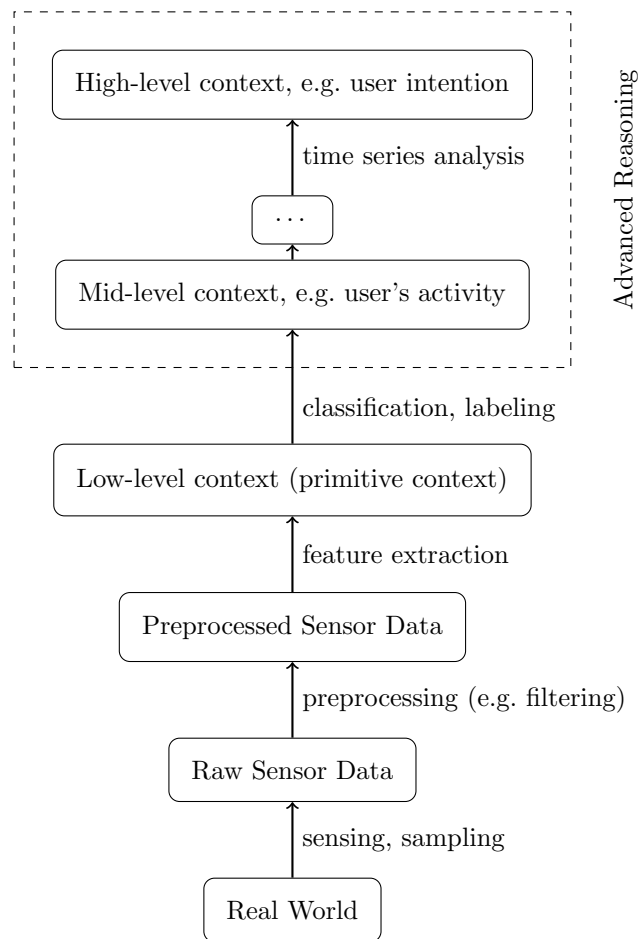 High-level context, e.g. user intention
time series analysis
...
Mid-level context, e.g. user's activity
Advanced Reasoning
classification, labeling
Low-level context (primitive context)
feature extraction
Preprocessed Sensor Data
preprocessing (e.g. filtering)
Raw Sensor Data
sensing, sampling
Real World